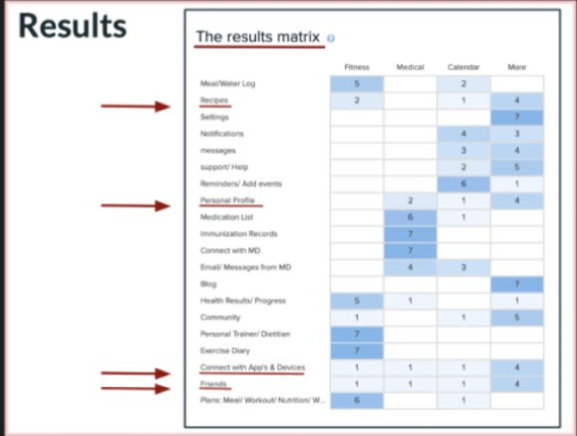 Results
The results matrix ?
Fitness Medical Calendar More
Meal/Water Log 5 2
Recipes 2 1 4
Settings 7
Notifications 4 3
messages 3 4
support/ Help 2 5
Reminders/ Add events 6 1
Personal Profile 2 1 4
Medication List 6 1
Immunization Records 7
Connect with MD 7
Email/ Messages from MD 4 3
Blog 7
Health Results/ Progress 5 1 1
Community 1 1 5
Personal Trainer/ Dietitian 7
Exercise Diary 7
Connect with App's & Devices 1 1 1 4
Friends 1 1 1 4
Plans: Meal/ Workout/ Nutrition/ W... 6 1